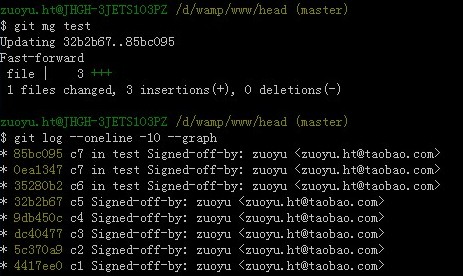 zuoyu.ht@JHGH-3JETS103PZ /d/wamp/www/head (master)
$ git mg test
Updating 32b2b67..85bc095
Fast-forward
 file |     3 +++
 1 files changed, 3 insertions(+), 0 deletions(-)
zuoyu.ht@JHGH-3JETS103PZ /d/wamp/www/head (master)
$ git log --oneline -10 --graph
* 85bc095 c7 in test Signed-off-by: zuoyu <zuoyu.ht@taobao.com>
* 0ea1347 c7 in test Signed-off-by: zuoyu <zuoyu.ht@taobao.com>
* 35280b2 c6 in test Signed-off-by: zuoyu <zuoyu.ht@taobao.com>
* 32b2b67 c5 Signed-off-by: zuoyu <zuoyu.ht@taobao.com>
* 9db450c c4 Signed-off-by: zuoyu <zuoyu.ht@taobao.com>
* dc40477 c3 Signed-off-by: zuoyu <zuoyu.ht@taobao.com>
* 5c370a9 c2 Signed-off-by: zuoyu <zuoyu.ht@taobao.com>
* 4417ee0 c1 Signed-off-by: zuoyu <zuoyu.ht@taobao.com>